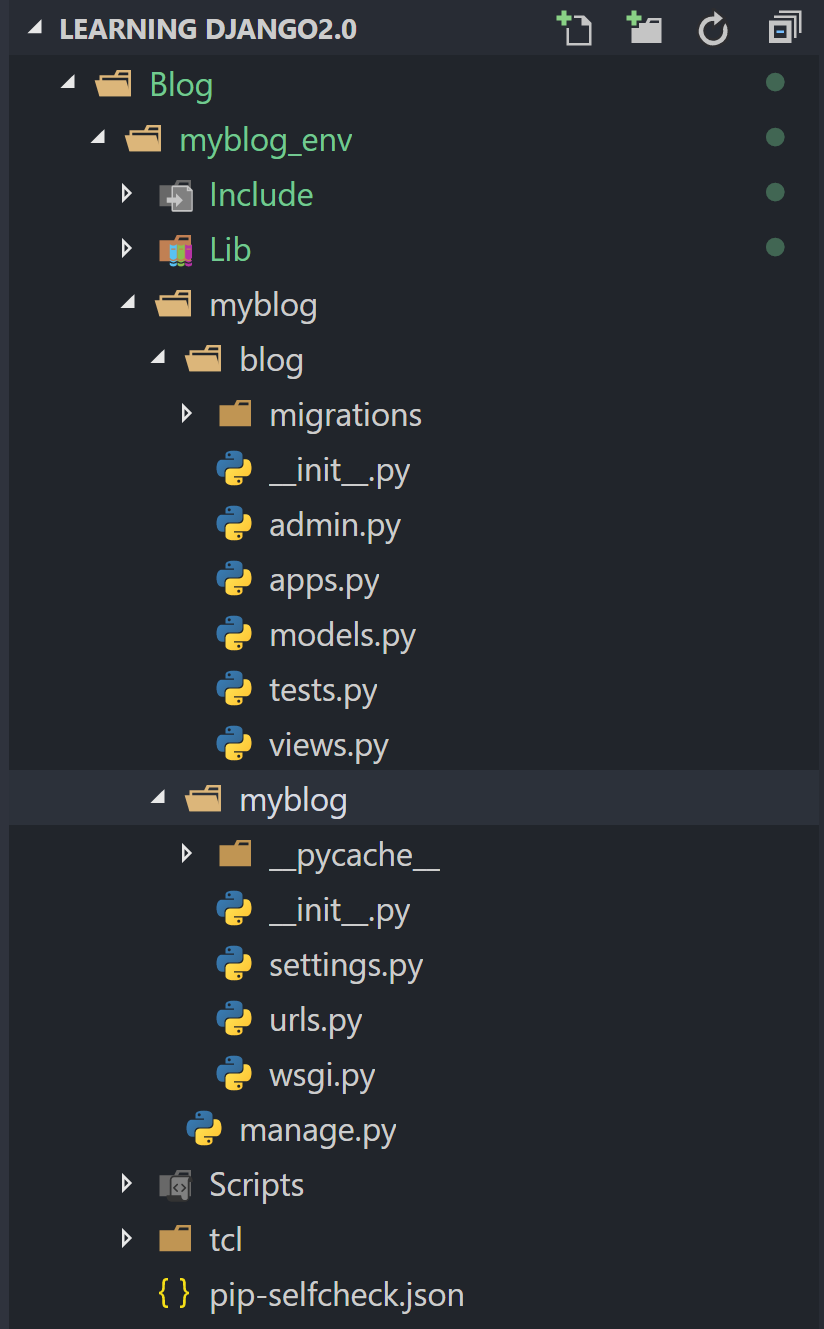 LEARNING DJANGO2.0
Blog
myblog_env
Include
Lib
myblog
blog
migrations
__init__.py
admin.py
apps.py
models.py
tests.py
views.py
myblog
__pycache__
__init__.py
settings.py
urls.py
wsgi.py
manage.py
Scripts
tcl
{ } pip-selfcheck.json